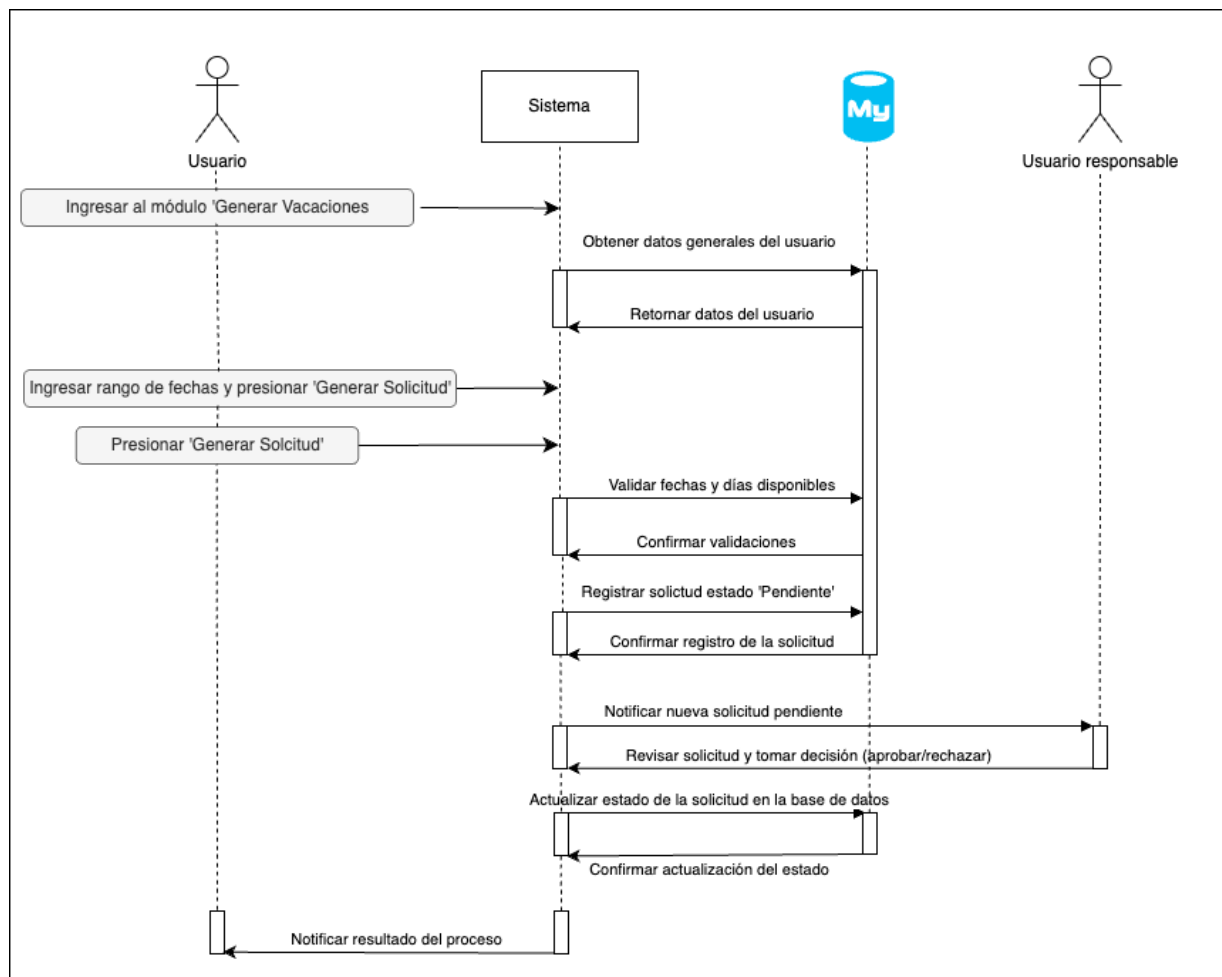 Sistema
My
Usuario
Usuario responsable
Ingresar al módulo 'Generar Vacaciones
Obtener datos generales del usuario
Retornar datos del usuario
Ingresar rango de fechas y presionar 'Generar Solicitud'
Presionar 'Generar Solcitud'
Validar fechas y días disponibles
Confirmar validaciones
Registrar solictud estado 'Pendiente'
Confirmar registro de la solicitud
Notificar nueva solicitud pendiente
Revisar solicitud y tomar decisión (aprobar/rechazar)
Actualizar estado de la solicitud en la base de datos
Confirmar actualización del estado
Notificar resultado del proceso